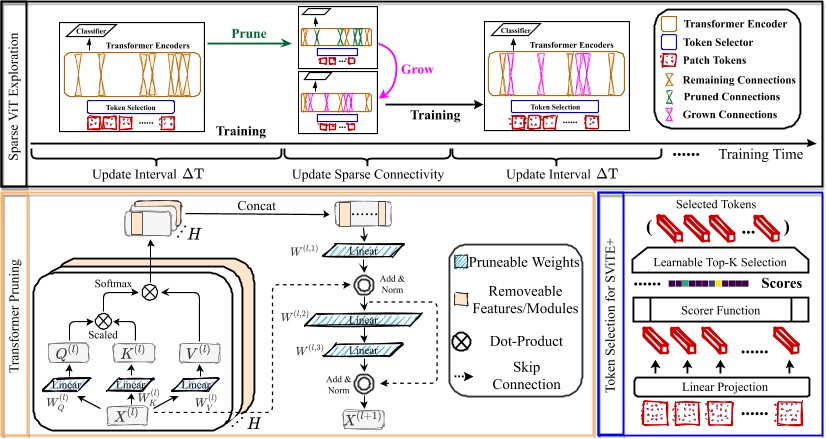 Sparse ViT Exploration
Classifier
Transformer Encoders
Token Selection
Prune
Classifier
Grow
Training
Training
Classifier
Transformer Encoders
Token Selection
Transformer Encoder
Token Selector
Patch Tokens
Remaining Connections
Pruned Connections
Grown Connections
...... Training Time
Update Interval ΔT
Update Sparse Connectivity
Update Interval ΔT
Transformer Pruning
H
Concat
Softmax
Scaled
Q^{(l)}
K^{(l)}
V^{(l)}
Linear
Linear
Linear
W_Q^{(l)}
W_K^{(l)}
W_V^{(l)}
X^{(l)}
H
W^{(l,1)}
Linear
Add & Norm
W^{(l,2)}
Linear
W^{(l,3)}
Linear
Add & Norm
X^{(l+1)}
Pruneable Weights
Removeable
Features/Modules
Dot-Product
Skip
Connection
Token Selection for SViTE+
Selected Tokens
( ... )
Learnable Top-K Selection
...... Scores
Scorer Function
......
Linear Projection
......